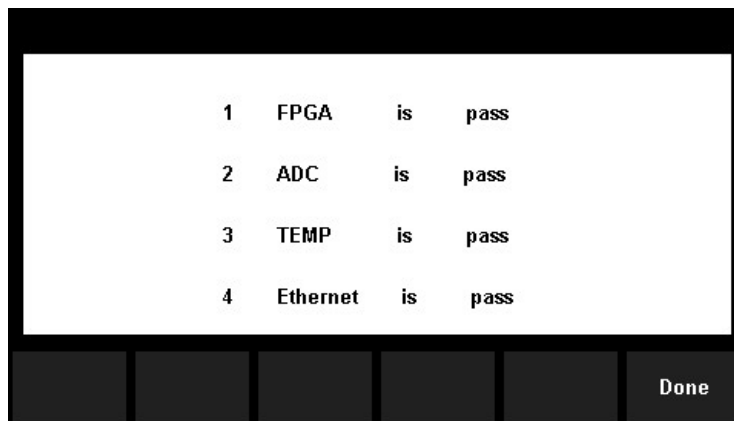 1 FPGA is pass
2 ADC is pass
3 TEMP is pass
4 Ethernet is pass
Done